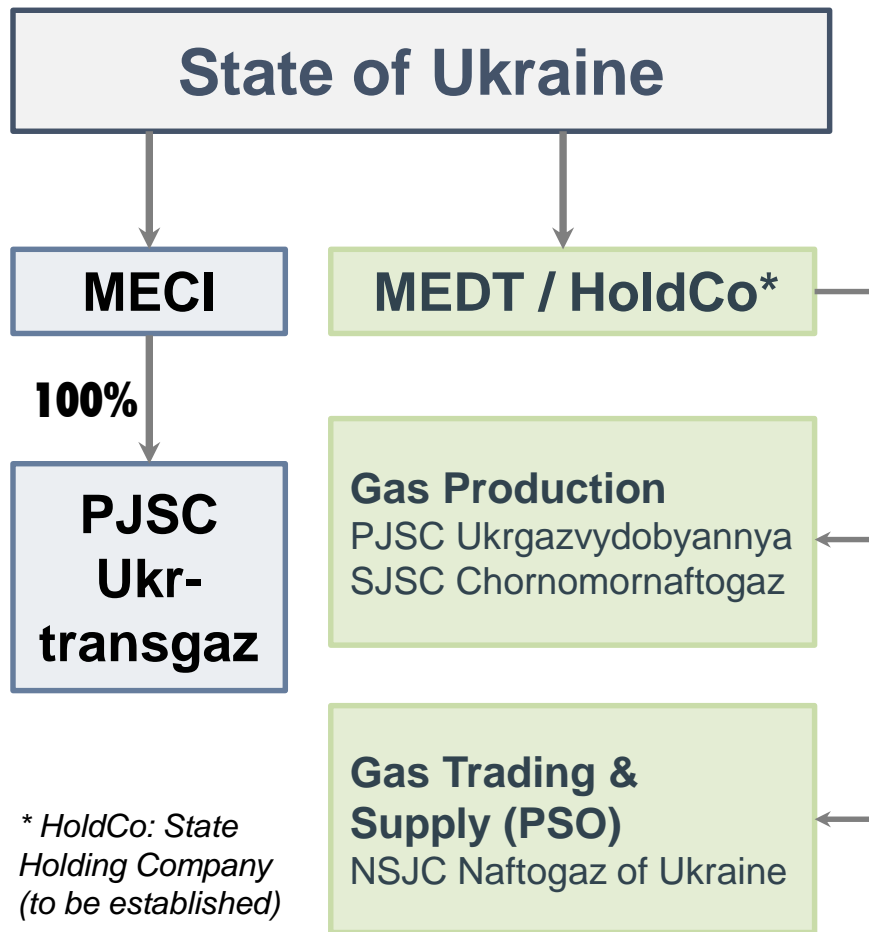 State of Ukraine
MECI
MEDT / HoldCo*
100%
PJSC
Ukr-
transgaz
Gas Production
PJSC Ukrgazvydobyannya
SJSC Chornomornaftogaz
Gas Trading &
Supply (PSO)
NSJC Naftogaz of Ukraine
* HoldCo: State
Holding Company
(to be established)